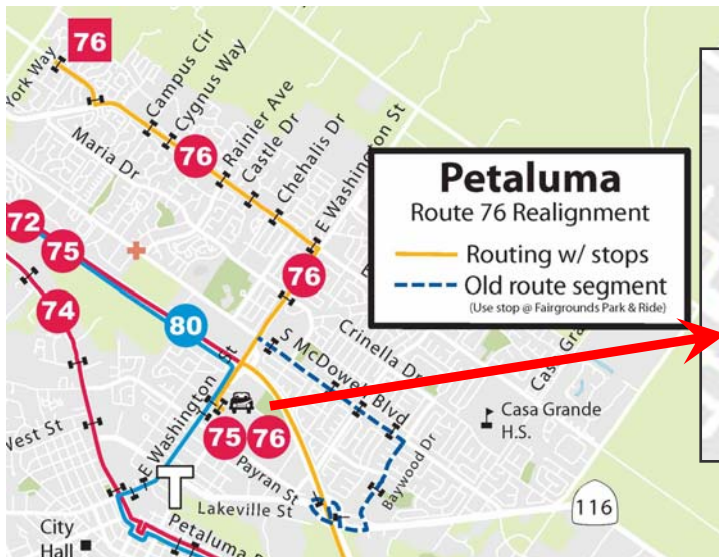 76
York Way
Campus Cir
Cygnus Way
Rainier Ave
Castle Dr
Chehalis Dr
E Washington St
Maria Dr
76
72
75
74
80
76
Petaluma
Route 76 Realignment
Routing w/ stops
Old route segment
(Use stop @ Fairgrounds Park & Ride)
Crinella Dr
S McDowell Blvd
E Washington St
75
76
Casa Grande
H.S.
Payran St
Baywood Dr
West St
T
Lakeville St
116
City
Hall